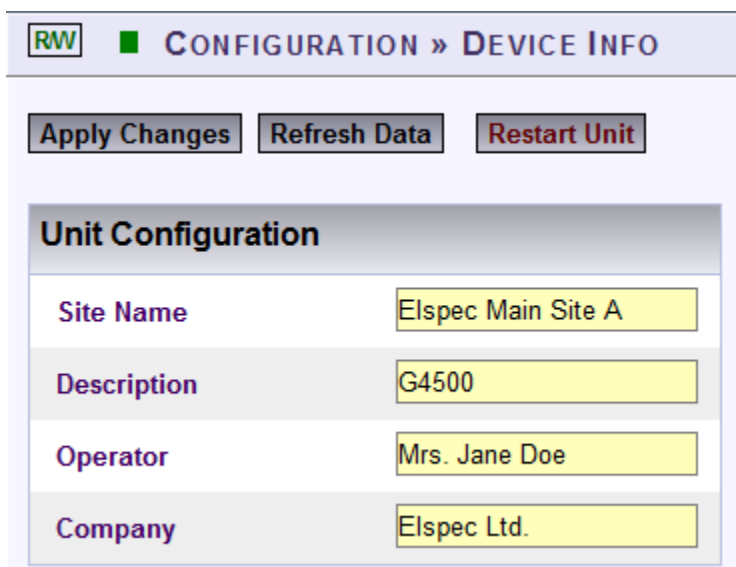 R/W CONFIGURATION » DEVICE INFO
Apply Changes Refresh Data Restart Unit
Unit Configuration
Site Name Elspec Main Site A
Description G4500
Operator Mrs. Jane Doe
Company Elspec Ltd.